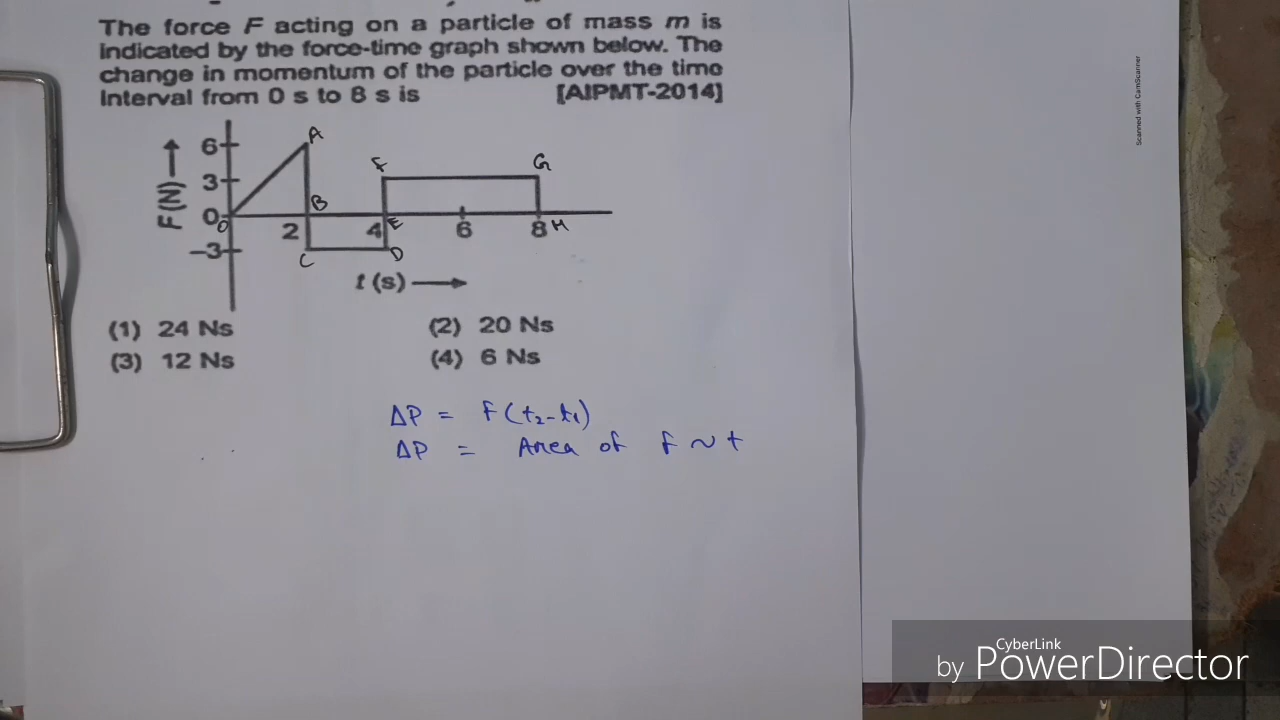 The force F acting on a particle of mass m is
indicated by the force-time graph shown below. The
change in momentum of the particle over the time
interval from 0 s to 8 s is [AIPMT-2014]
F(N)
6
3
0
–3
O
A
B
C
D
E
F
G
H
2
4
6
8
t (s)
(1) 24 Ns
(2) 20 Ns
(3) 12 Ns
(4) 6 Ns
ΔP = F(t₂-t₁)
ΔP = Area of F ~ t
Scanned with CamScanner
CyberLink
by PowerDirector